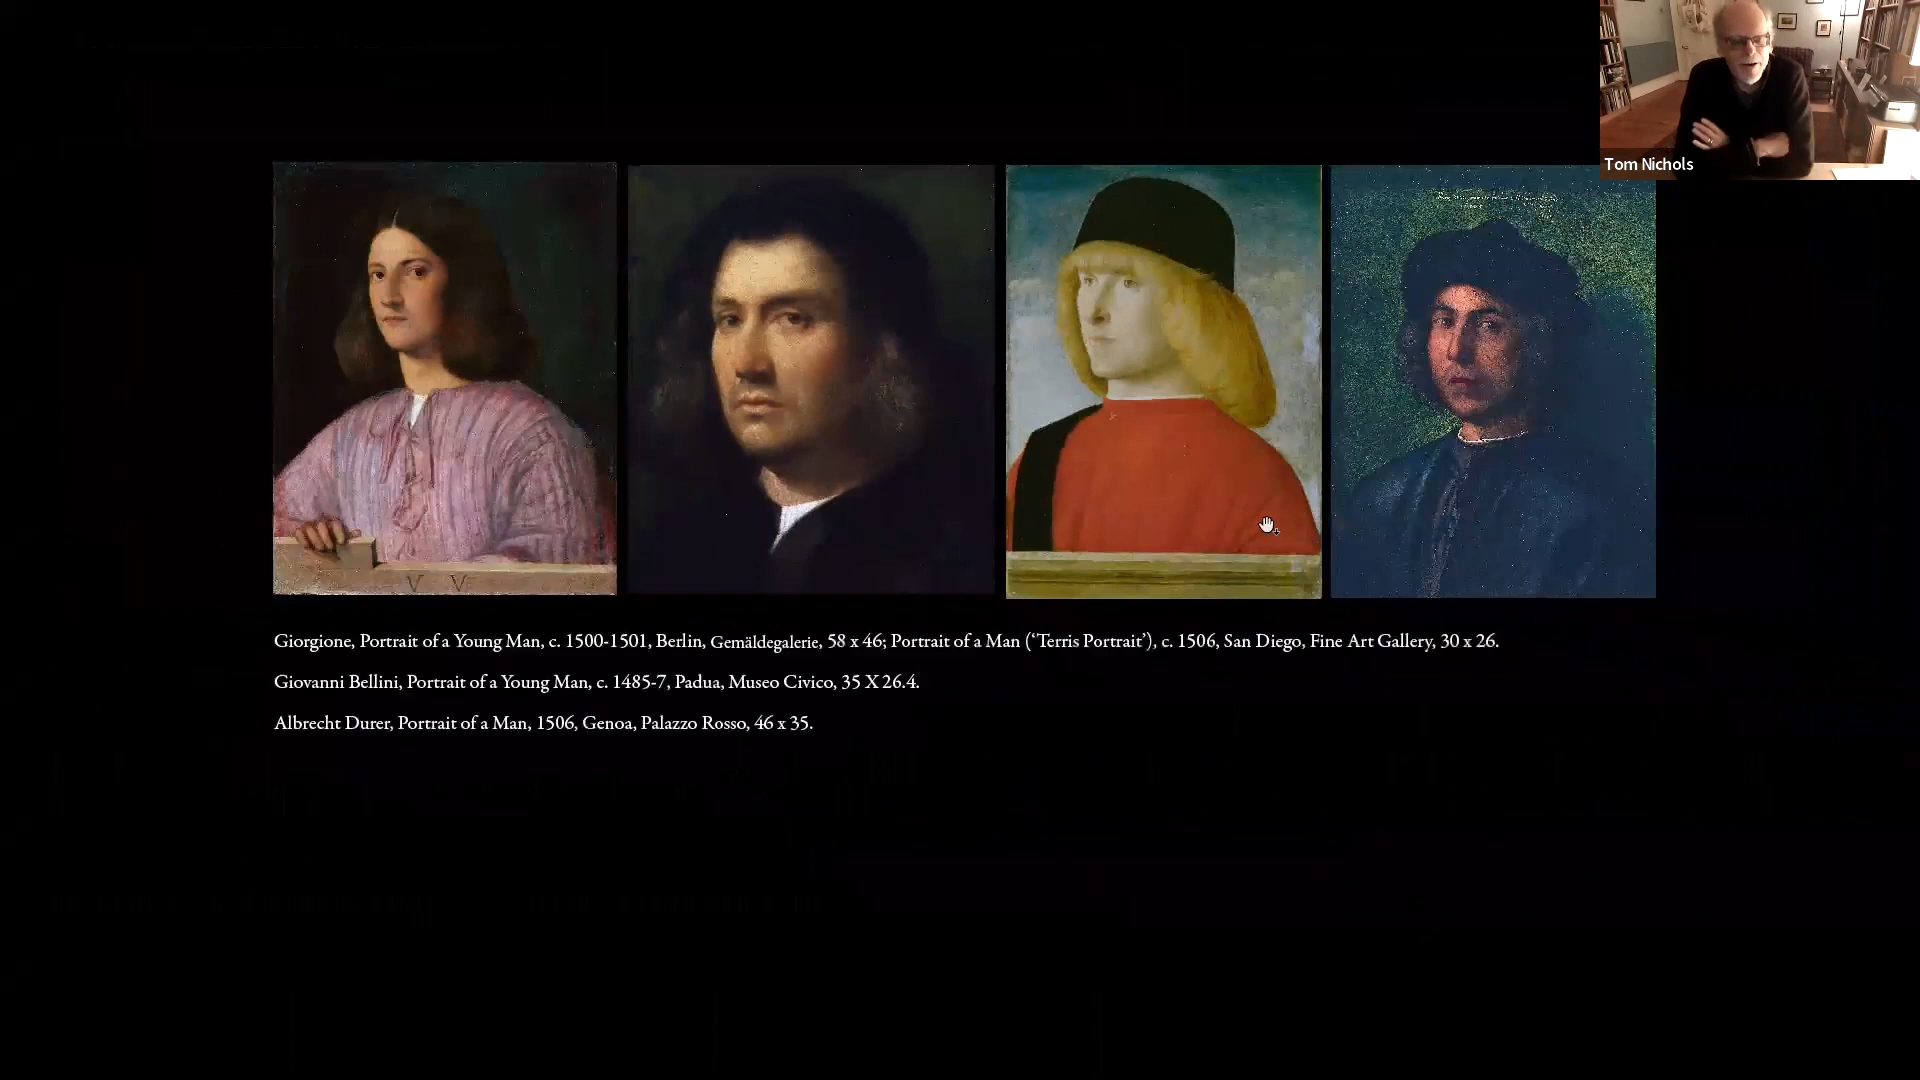 Tom Nichols
V V
Giorgione, Portrait of a Young Man, c. 1500-1501, Berlin, Gemäldegalerie, 58 x 46; Portrait of a Man (‘Terris Portrait’), c. 1506, San Diego, Fine Art Gallery, 30 x 26.
Giovanni Bellini, Portrait of a Young Man, c. 1485-7, Padua, Museo Civico, 35 X 26.4.
Albrecht Durer, Portrait of a Man, 1506, Genoa, Palazzo Rosso, 46 x 35.